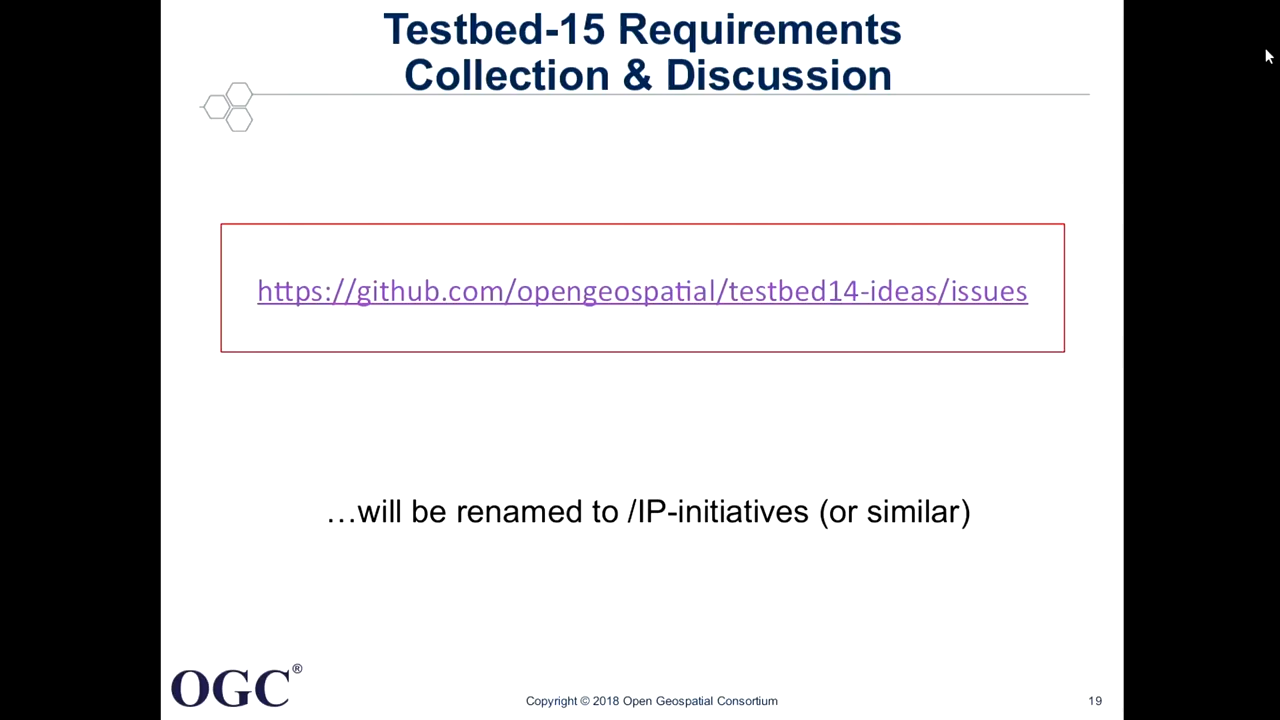 Testbed-15 Requirements
Collection & Discussion
https://github.com/opengeospatial/testbed14-ideas/issues
…will be renamed to /IP-initiatives (or similar)
OGC®
Copyright © 2018 Open Geospatial Consortium
19